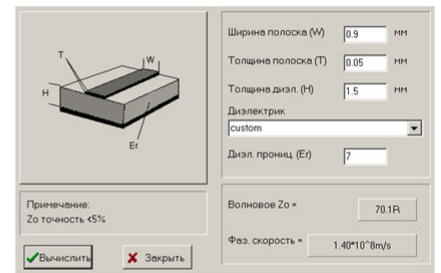 T
W
H
Er
Ширина полоска (W) 0.9 мм
Толщина полоска (T) 0.05 мм
Толщина диэл. (H) 1.5 мм
Диэлектрик
custom
Диэл. прониц. (Er) 7
Примечание:
Zo точность <5%
Волновое Zo = 70.1R
Фаз. скорость = 1.40*10^8m/s
Вычислить
Закрыть